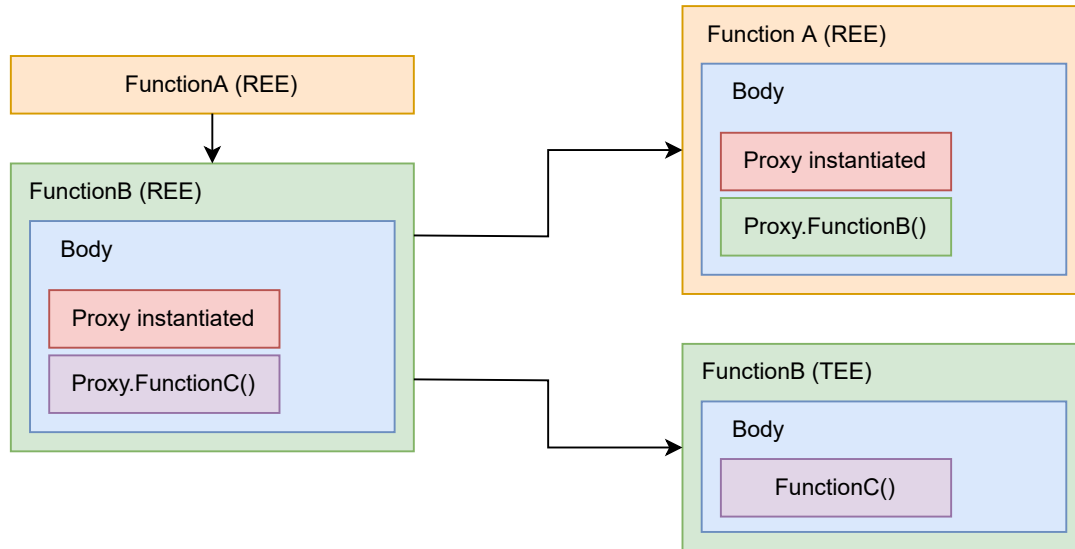 FunctionA (REE)
FunctionB (REE)
Body
Proxy instantiated
Proxy.FunctionC()
Function A (REE)
Body
Proxy instantiated
Proxy.FunctionB()
FunctionB (TEE)
Body
FunctionC()